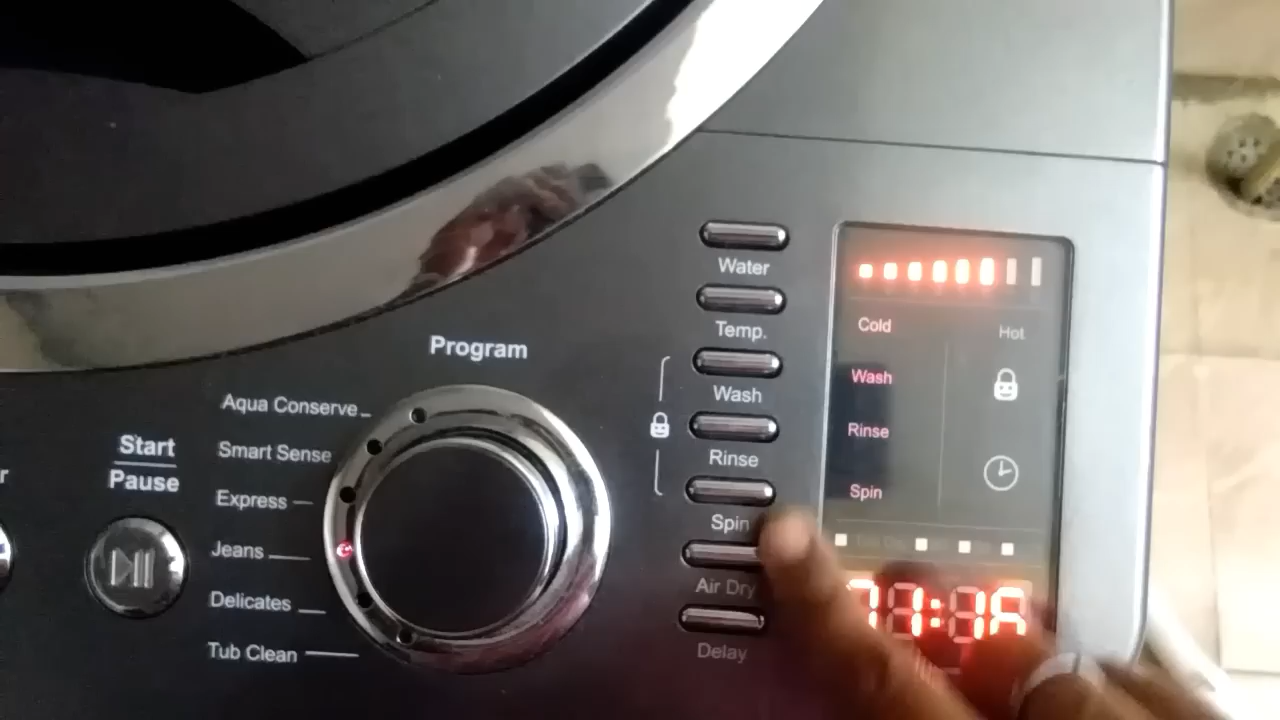 Water
Temp.
Wash
Rinse
Spin
Air Dry
Delay
Program
Aqua Conserve
Smart Sense
Express
Jeans
Delicates
Tub Clean
Start
Pause
Cold
Hot
Wash
Rinse
Spin